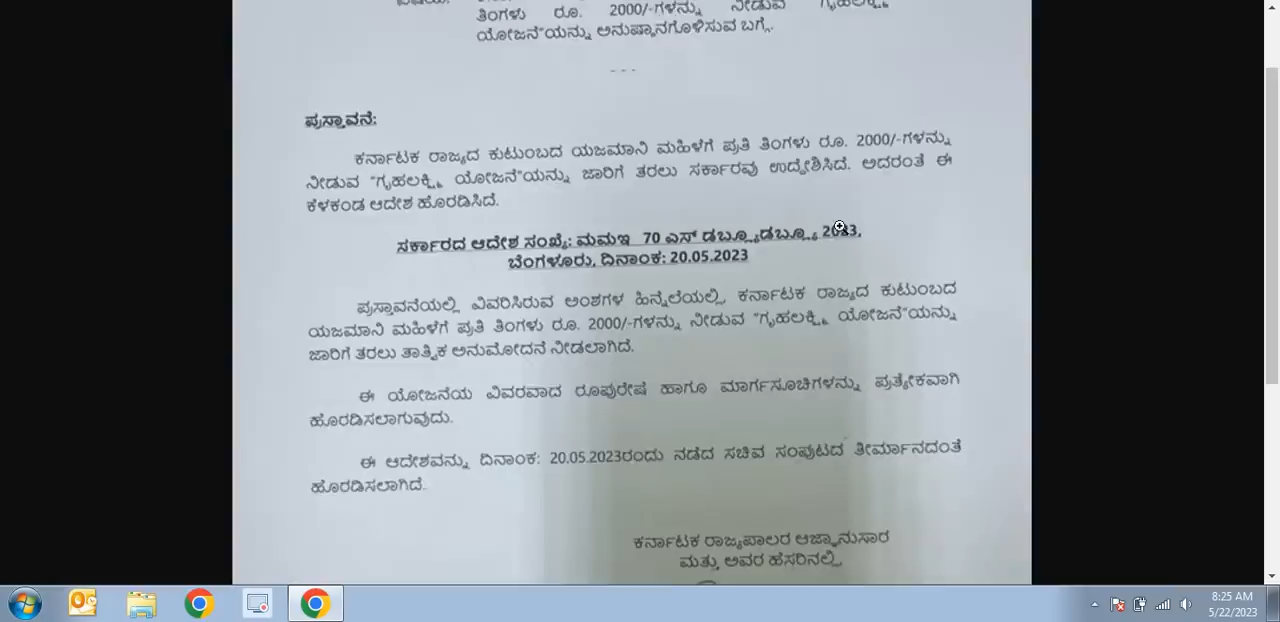 ತಿಂಗಳು ರೂ. 2000/-ಗಳನ್ನು ನೀಡುವ
ಯೋಜನೆ"ಯನ್ನು ಅನುಷ್ಠಾನಗೊಳಿಸುವ ಬಗ್ಗೆ.
---
ಪ್ರಸ್ತಾವನೆ:
ಕರ್ನಾಟಕ ರಾಜ್ಯದ ಕುಟುಂಬದ ಯಜಮಾನಿ ಮಹಿಳೆಗೆ ಪ್ರತಿ ತಿಂಗಳು ರೂ. 2000/-ಗಳನ್ನು
ನೀಡುವ "ಗೃಹಲಕ್ಷ್ಮಿ ಯೋಜನೆ"ಯನ್ನು ಜಾರಿಗೆ ತರಲು ಸರ್ಕಾರವು ಉದ್ದೇಶಿಸಿದೆ. ಅದರಂತೆ ಈ
ಕೆಳಕಂಡ ಆದೇಶ ಹೊರಡಿಸಿದೆ.
ಸರ್ಕಾರದ ಆದೇಶ ಸಂಖ್ಯೆ: ಮಮಇ 70 ಎಸ್ ಡಬ್ಲ್ಯೂಡಬ್ಲ್ಯೂ 2023,
ಬೆಂಗಳೂರು, ದಿನಾಂಕ: 20.05.2023
ಪ್ರಸ್ತಾವನೆಯಲ್ಲಿ ವಿವರಿಸಿರುವ ಅಂಶಗಳ ಹಿನ್ನೆಲೆಯಲ್ಲಿ, ಕರ್ನಾಟಕ ರಾಜ್ಯದ ಕುಟುಂಬದ
ಯಜಮಾನಿ ಮಹಿಳೆಗೆ ಪ್ರತಿ ತಿಂಗಳು ರೂ. 2000/-ಗಳನ್ನು ನೀಡುವ "ಗೃಹಲಕ್ಷ್ಮಿ ಯೋಜನೆ"ಯನ್ನು
ಜಾರಿಗೆ ತರಲು ತಾತ್ವಿಕ ಅನುಮೋದನೆ ನೀಡಲಾಗಿದೆ.
ಈ ಯೋಜನೆಯ ವಿವರವಾದ ರೂಪುರೇಷೆ ಹಾಗೂ ಮಾರ್ಗಸೂಚಿಗಳನ್ನು ಪ್ರತ್ಯೇಕವಾಗಿ
ಹೊರಡಿಸಲಾಗುವುದು.
ಈ ಆದೇಶವನ್ನು ದಿನಾಂಕ: 20.05.2023ರಂದು ನಡೆದ ಸಚಿವ ಸಂಪುಟದ ತೀರ್ಮಾನದಂತೆ
ಹೊರಡಿಸಲಾಗಿದೆ.
ಕರ್ನಾಟಕ ರಾಜ್ಯಪಾಲರ ಆಜ್ಞಾನುಸಾರ
ಮತ್ತು ಅವರ ಹೆಸರಿನಲ್ಲಿ,
8:25 AM
5/22/2023